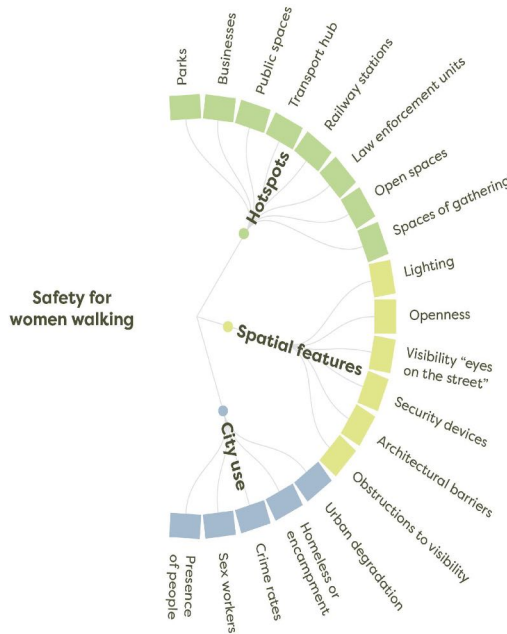 Safety for
women walking
Hotspots
Parks
Businesses
Public spaces
Transport hub
Railway stations
Law enforcement units
Open spaces
Spaces of gathering
Spatial features
Lighting
Openness
Visibility "eyes
on the street"
Security devices
Architectural barriers
Obstructions to visibility
City use
Urban degradation
Homeless or
encampment
Crime rates
Sex workers
Presence
of people